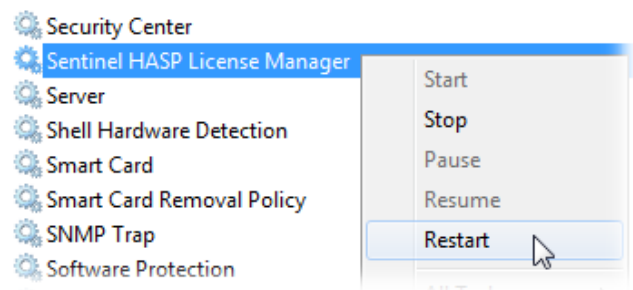 Security Center
Sentinel HASP License Manager
Server
Shell Hardware Detection
Smart Card
Smart Card Removal Policy
SNMP Trap
Software Protection
Start
Stop
Pause
Resume
Restart